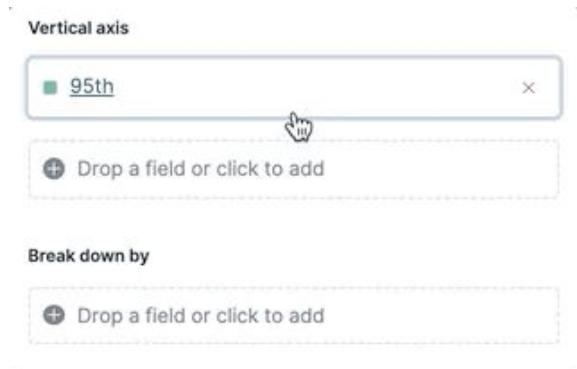 Vertical axis
95th
Drop a field or click to add
Break down by
Drop a field or click to add